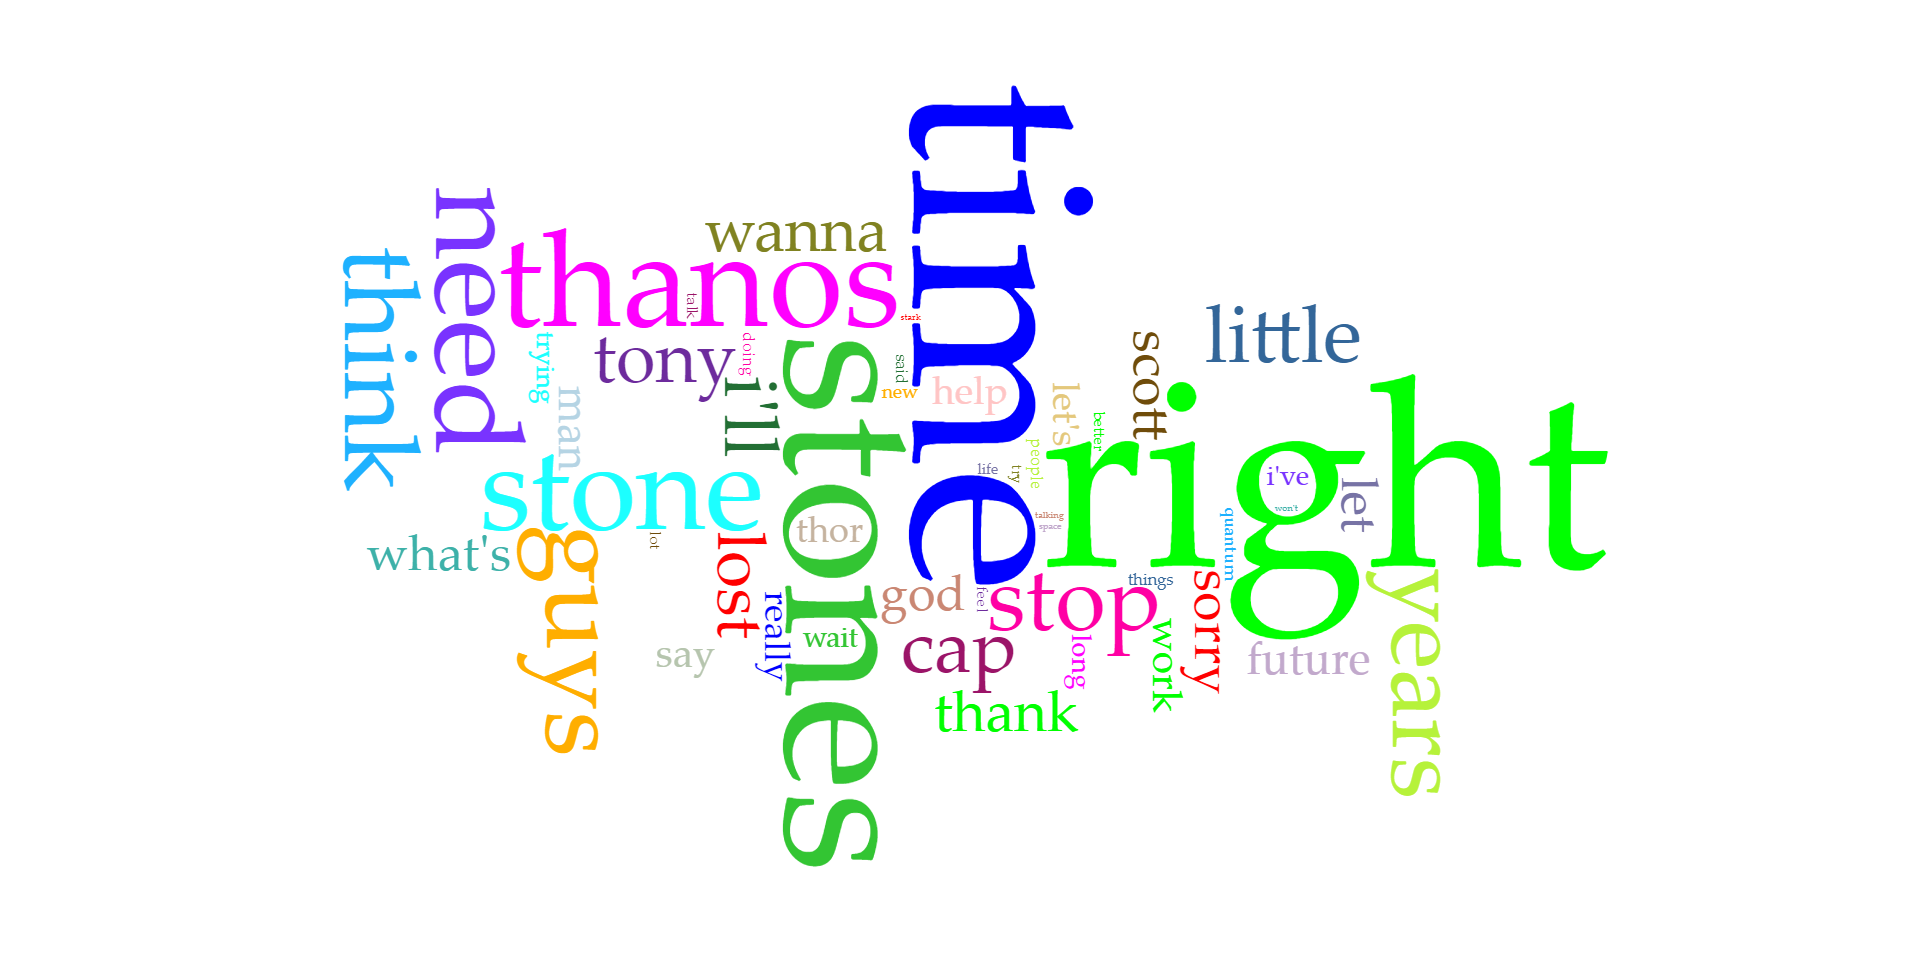 time
right
stones
thanos
need
think
wanna
little
tony
talk
stark
trying
doing
i'll
said
new
help
let's
scott
better
man
stone
thor
life
try
people
i've
won't
let
talking
space
quantum
what's
guys
lot
lost
really
wait
god
feel
stop
things
sorry
years
say
cap
long
work
future
thank